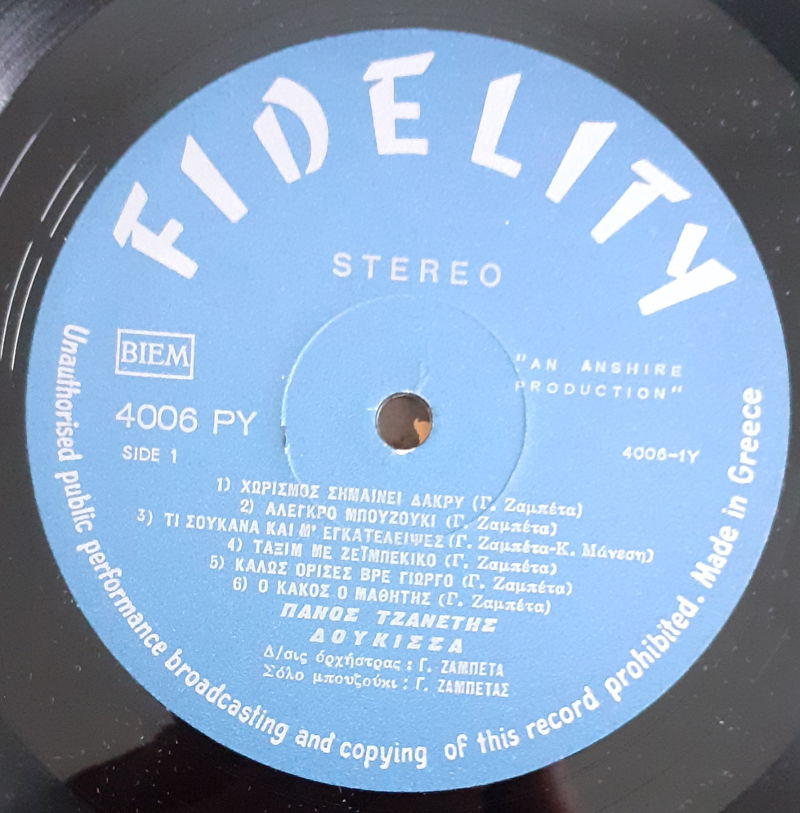 FIDELITY
STEREO
BIEM
"AN ANSHIRE
PRODUCTION"
4006 PY
SIDE 1
4006-1Y
1) ΧΩΡΙΣΜΟΣ ΣΗΜΑΙΝΕΙ ΔΑΚΡΥ (Γ. Ζαμπέτα)
2) ΑΛΕΓΚΡΟ ΜΠΟΥΖΟΥΚΙ (Γ. Ζαμπέτα)
3) ΤΙ ΣΟΥΚΑΝΑ ΚΑΙ Μ' ΕΓΚΑΤΕΛΕΙΨΕΣ (Γ. Ζαμπέτα-Κ. Μάνεση)
4) ΤΑΞΙΜ ΜΕ ΖΕΪΜΠΕΚΙΚΟ (Γ. Ζαμπέτα)
5) ΚΑΛΩΣ ΟΡΙΣΕΣ ΒΡΕ ΓΙΩΡΓΟ (Γ. Ζαμπέτα)
6) Ο ΚΑΚΟΣ Ο ΜΑΘΗΤΗΣ (Γ. Ζαμπέτα)
ΠΑΝΟΣ ΤΖΑΝΕΤΗΣ
ΔΟΥΚΙΣΣΑ
Δ/σις ὀρχήστρας : Γ. ΖΑΜΠΕΤΑ
Σόλο μπουζούκι : Γ. ΖΑΜΠΕΤΑΣ
Unauthorised public performance broadcasting and copying of this record prohibited. Made in Greece